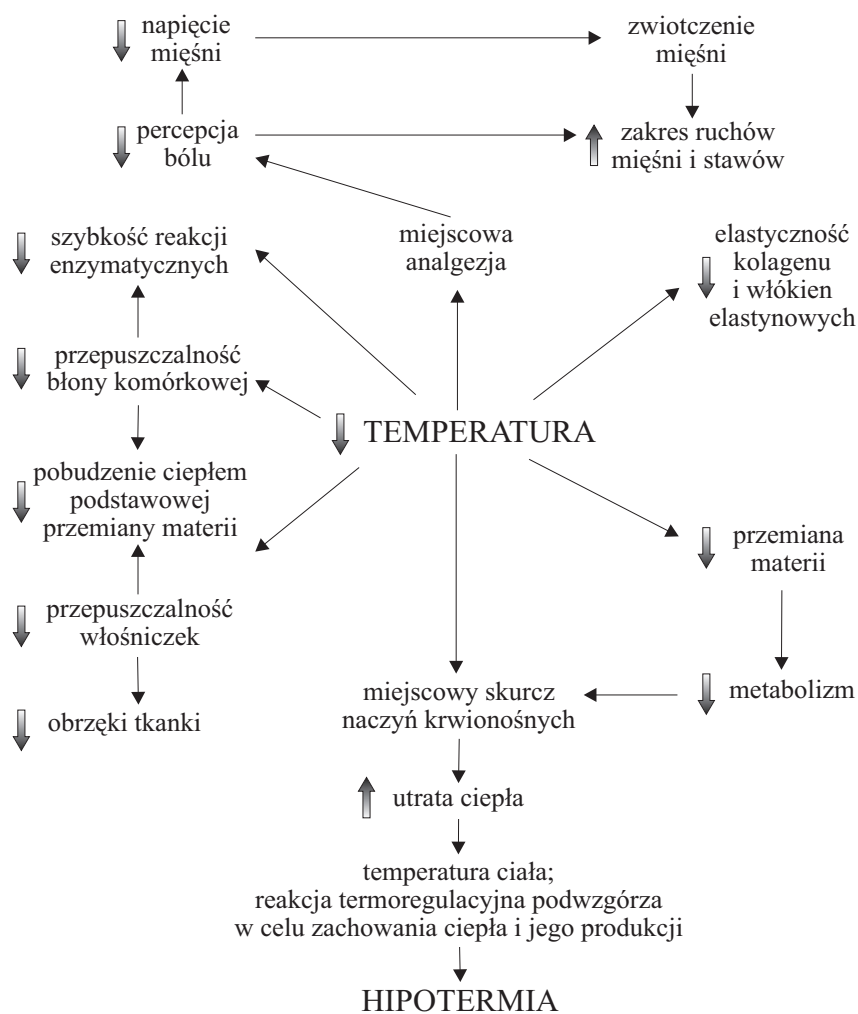 napięcie
mięśni
zwiotczenie
mięśni
percepcja
bólu
zakres ruchów
mięśni i stawów
szybkość reakcji
enzymatycznych
miejscowa
analgezja
elastyczność
kolagenu
i włókien
elastynowych
przepuszczalność
błony komórkowej
TEMPERATURA
pobudzenie ciepłem
podstawowej
przemiany materii
przemiana
materii
przepuszczalność
włośniczek
miejscowy skurcz
naczyń krwionośnych
metabolizm
obrzęki tkanki
utrata ciepła
temperatura ciała;
reakcja termoregulacyjna podwzgórza
w celu zachowania ciepła i jego produkcji
HIPOTERMIA